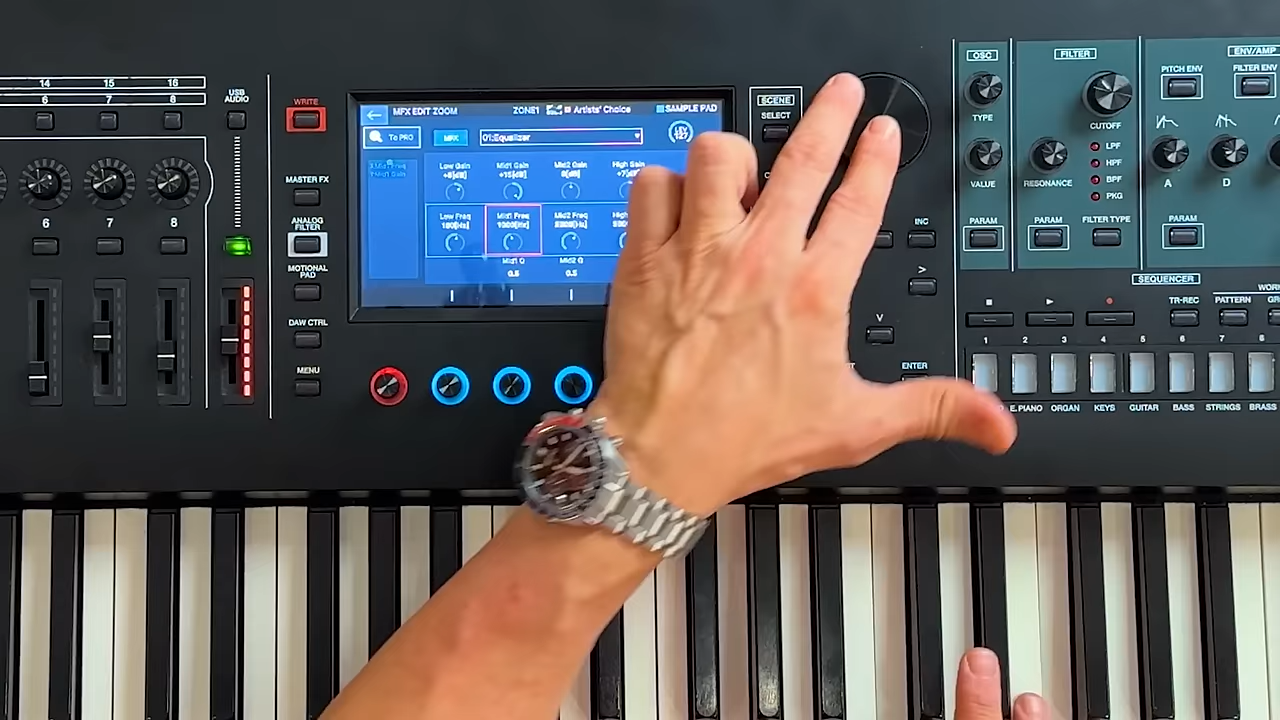 14 15 16
6 7 8
USB
AUDIO
6 7 8
WRITE
MASTER FX
ANALOG
FILTER
MOTIONAL
PAD
DAW CTRL
MENU
MFX EDIT ZOOM ZONE1 Artists' Choice SAMPLE PAD
To PRO MFX 01:Equalizer
Low Gain Mid1 Gain Mid2 Gain High Gain
Low Freq Mid1 Freq Mid2 Freq
Mid1 Q Mid2 Q
0.5 0.5
SCENE
SELECT
INC
>
V
ENTER
OSC FILTER ENV/AMP
PITCH ENV FILTER ENV
TYPE CUTOFF
LPF
HPF
BPF
PKG
VALUE RESONANCE A D
PARAM PARAM FILTER TYPE PARAM
SEQUENCER
TR-REC PATTERN
1 2 3 4 5 6 7 8
E.PIANO ORGAN KEYS GUITAR BASS STRINGS BRASS